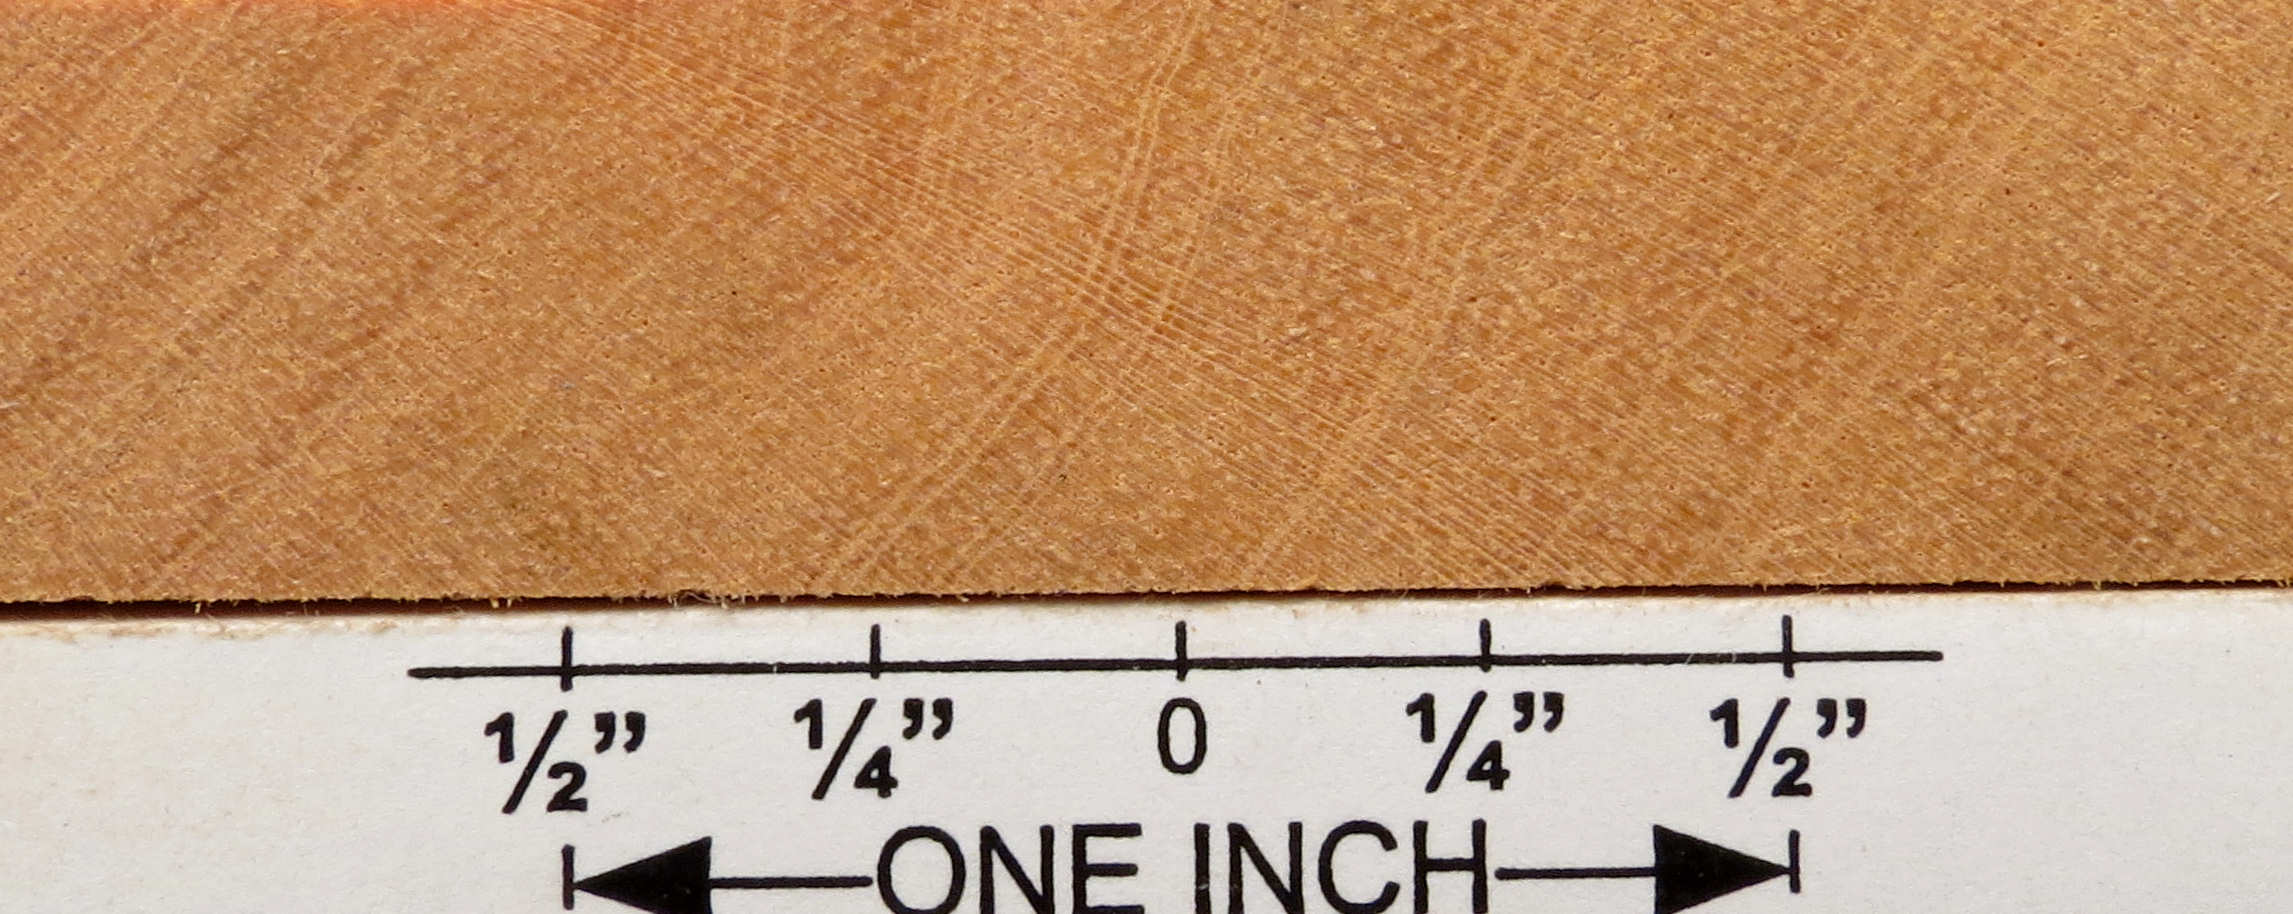 ½” ¼” 0 ¼” ½”
ONE INCH